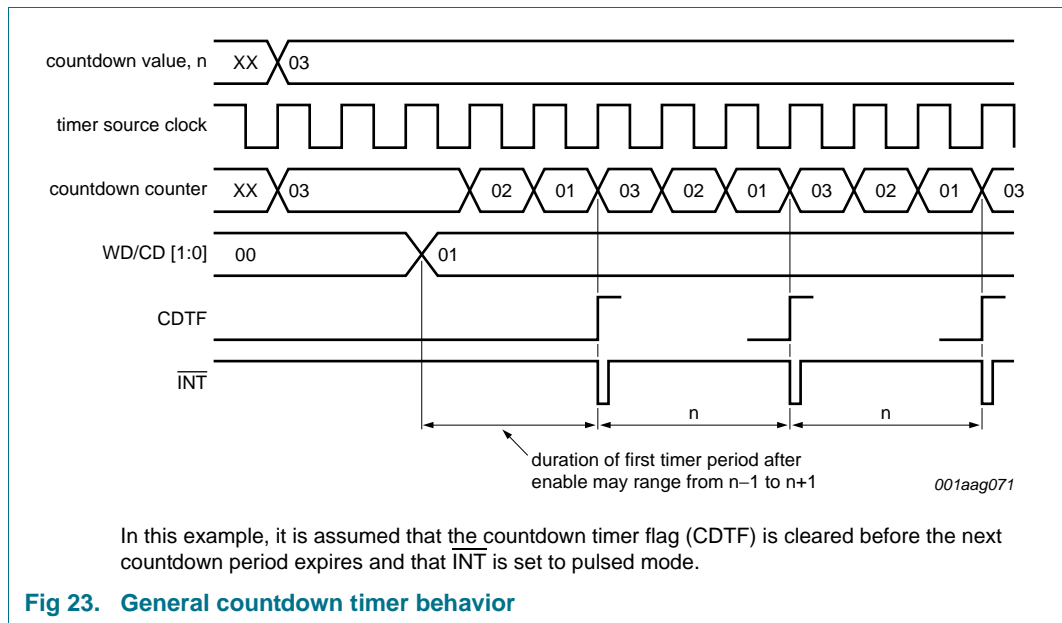 countdown value, n XX 03
timer source clock
countdown counter XX 03 02 01 03 02 01 03 02 01 03
WD/CD [1:0] 00 01
CDTF
INT
n n
duration of first timer period after
enable may range from n−1 to n+1
001aag071
In this example, it is assumed that the countdown timer flag (CDTF) is cleared before the next
countdown period expires and that INT is set to pulsed mode.
Fig 23. General countdown timer behavior